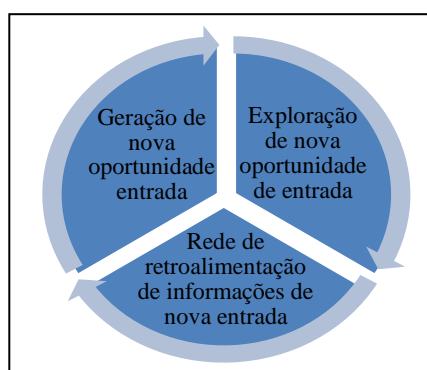 Geração de
nova
oportunidade
entrada
Exploração
de nova
oportunidade
de entrada
Rede de
retroalimentação
de informações de
nova entrada